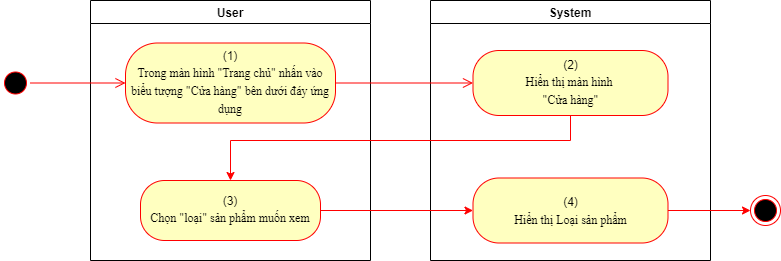 User
System
(1)
Trong màn hình "Trang chủ" nhấn vào
biểu tượng "Cửa hàng" bên dưới đáy ứng
dụng
(2)
Hiển thị màn hình
"Cửa hàng"
(3)
Chọn "loại" sản phẩm muốn xem
(4)
Hiển thị Loại sản phẩm